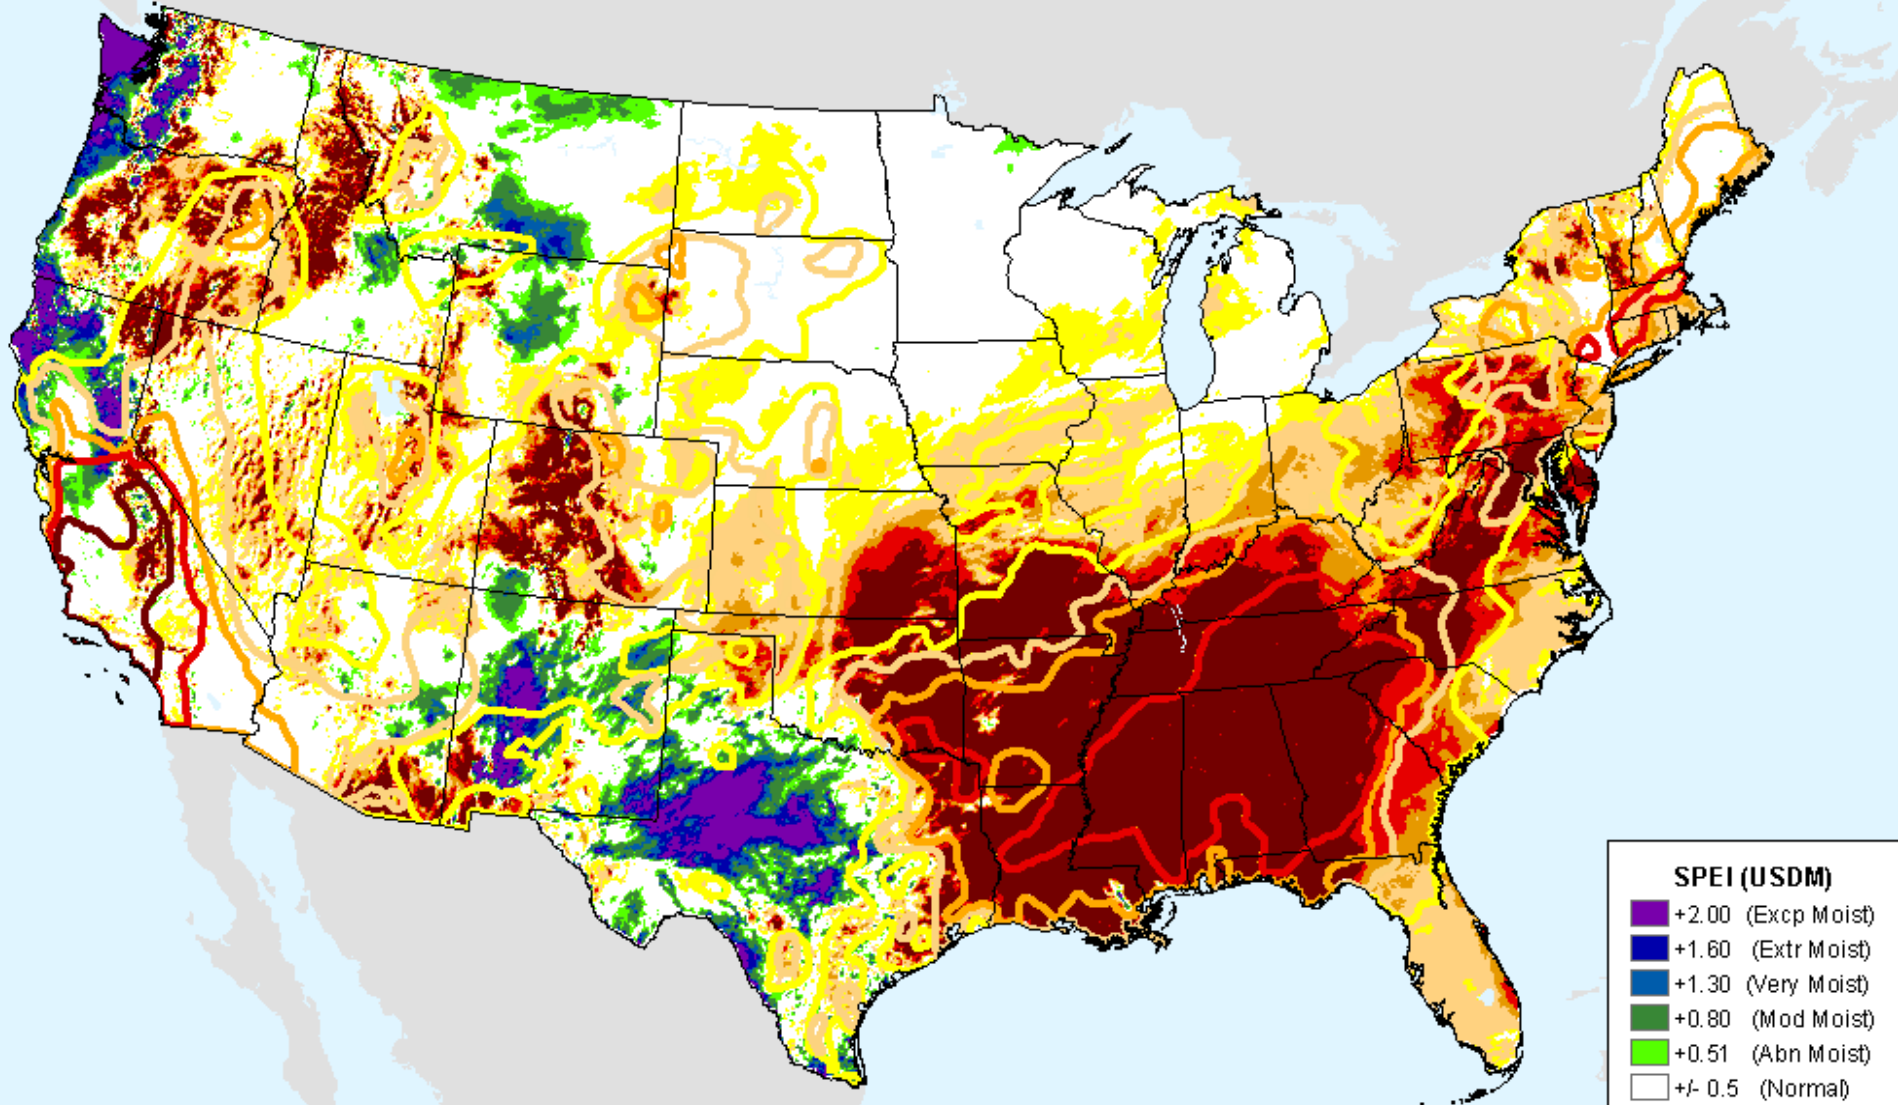 SPEI (USDM)
+2.00 (Excp Moist)
+1.60 (Extr Moist)
+1.30 (Very Moist)
+0.80 (Mod Moist)
+0.51 (Abn Moist)
+/- 0.5 (Normal)